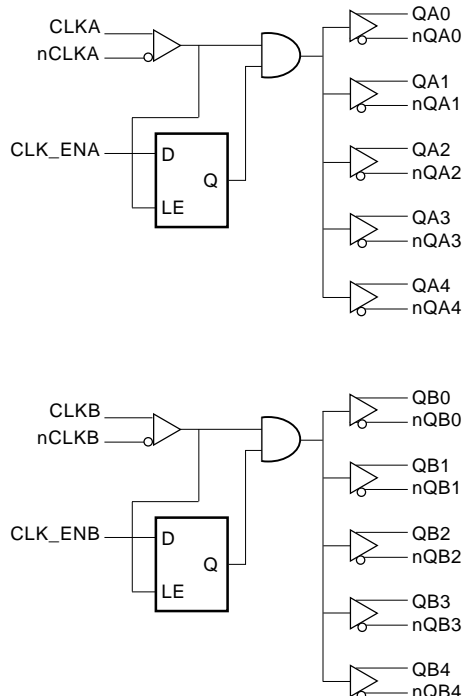 CLKA
nCLKA
CLK_ENA
D
Q
LE
QA0
nQA0
QA1
nQA1
QA2
nQA2
QA3
nQA3
QA4
nQA4
CLKB
nCLKB
CLK_ENB
D
Q
LE
QB0
nQB0
QB1
nQB1
QB2
nQB2
QB3
nQB3
QB4
nQB4